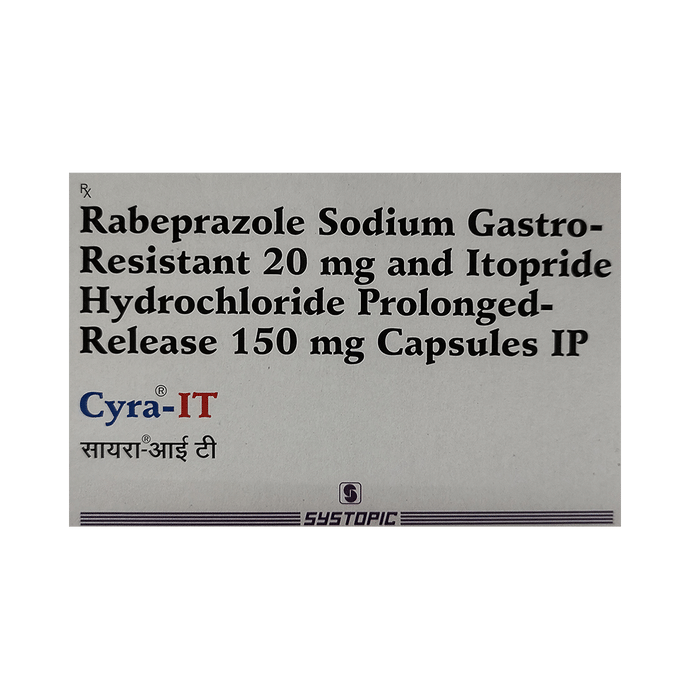 Rx
Rabeprazole Sodium Gastro-
Resistant 20 mg and Itopride
Hydrochloride Prolonged-
Release 150 mg Capsules IP
Cyra®-IT
सायरा®-आई टी
S
SYSTOPIC